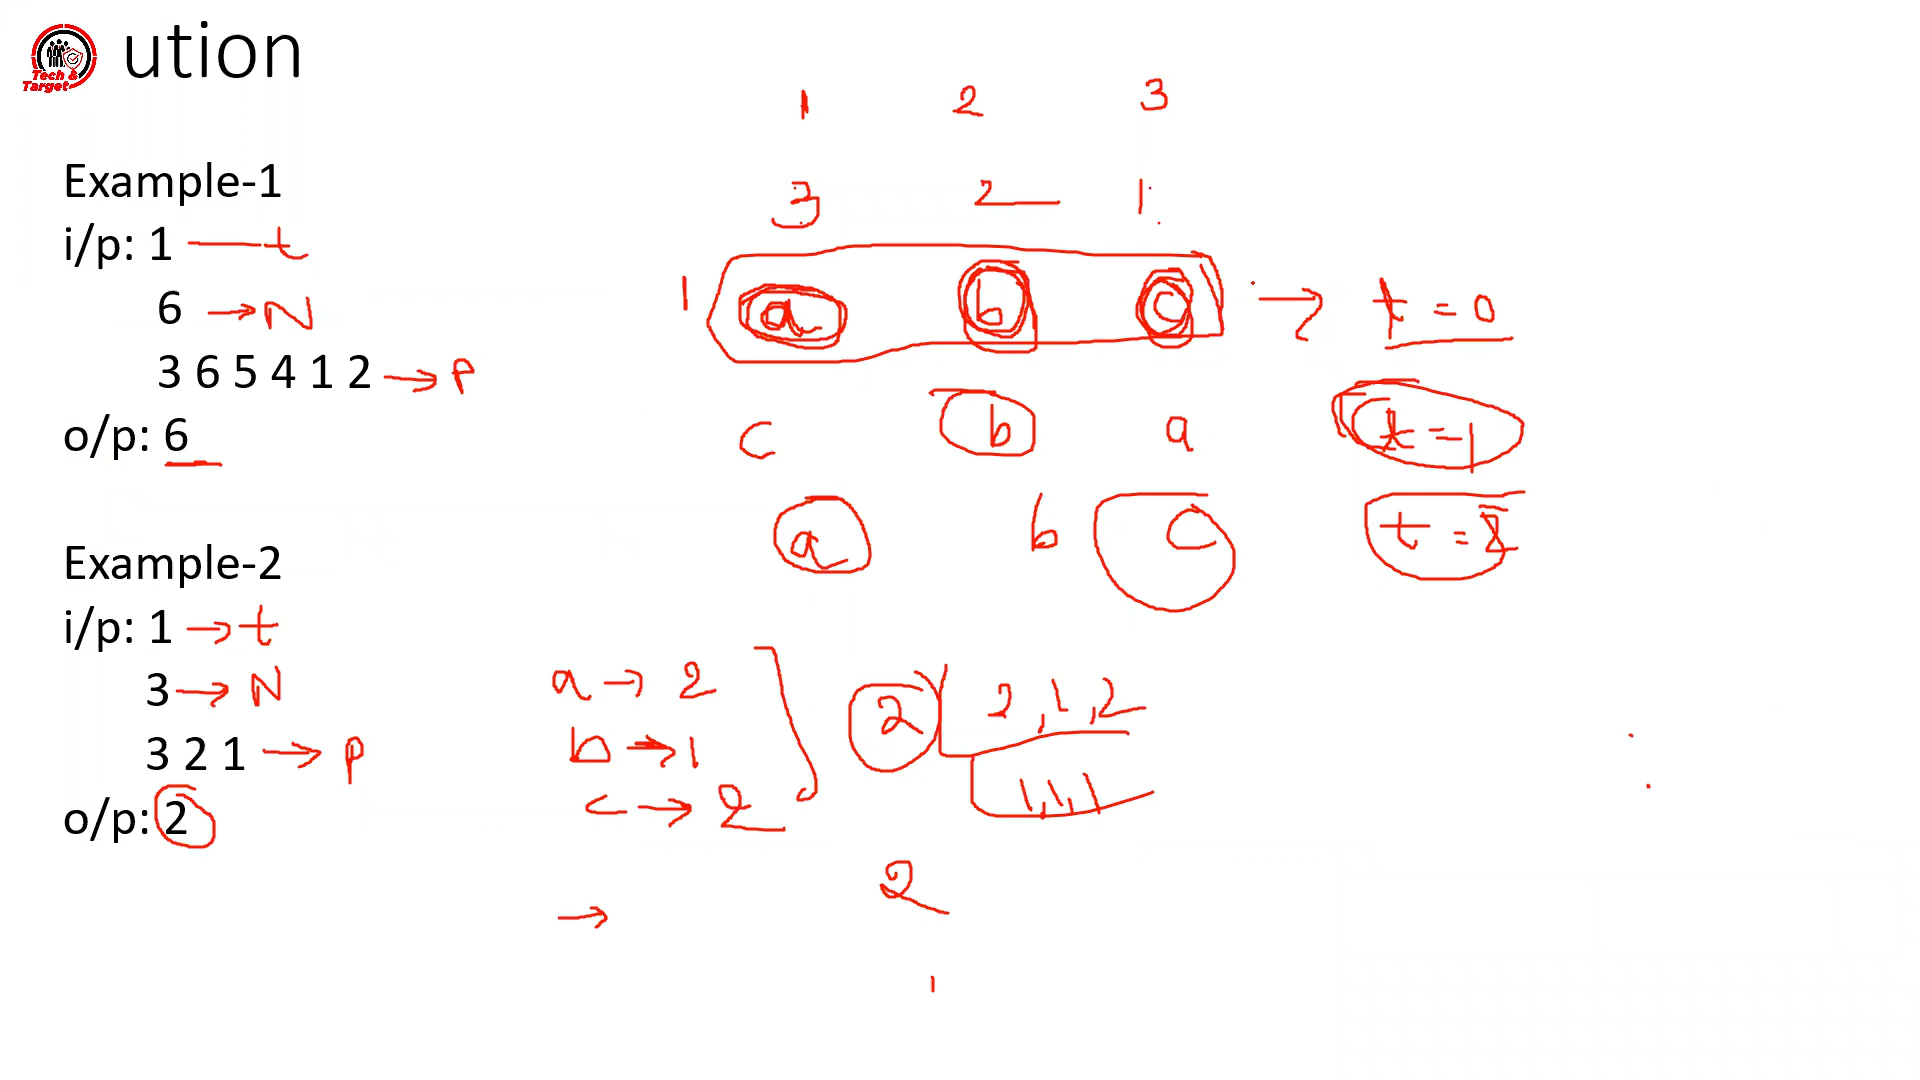 Tech &
Target
ution
1 2 3
Example-1
3 2 1
i/p: 1 t
6 → N
1 a b c → t = 0
3 6 5 4 1 2 → P
c b a t = 1
o/p: 6
a b c t = 2
Example-2
i/p: 1 → t
3 → N
a → 2
2 2,1,2
3 2 1 → P
b → 1
1,1,1
c → 2
o/p: 2
→ 2
1